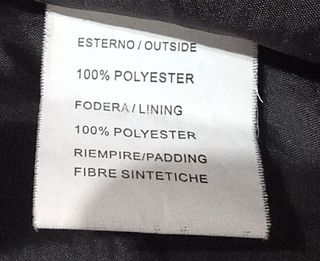 ESTERNO/OUTSIDE
100% POLYESTER
FODERA/LINING
100% POLYESTER
RIEMPIRE/PADDING
FIBRE SINTETICHE